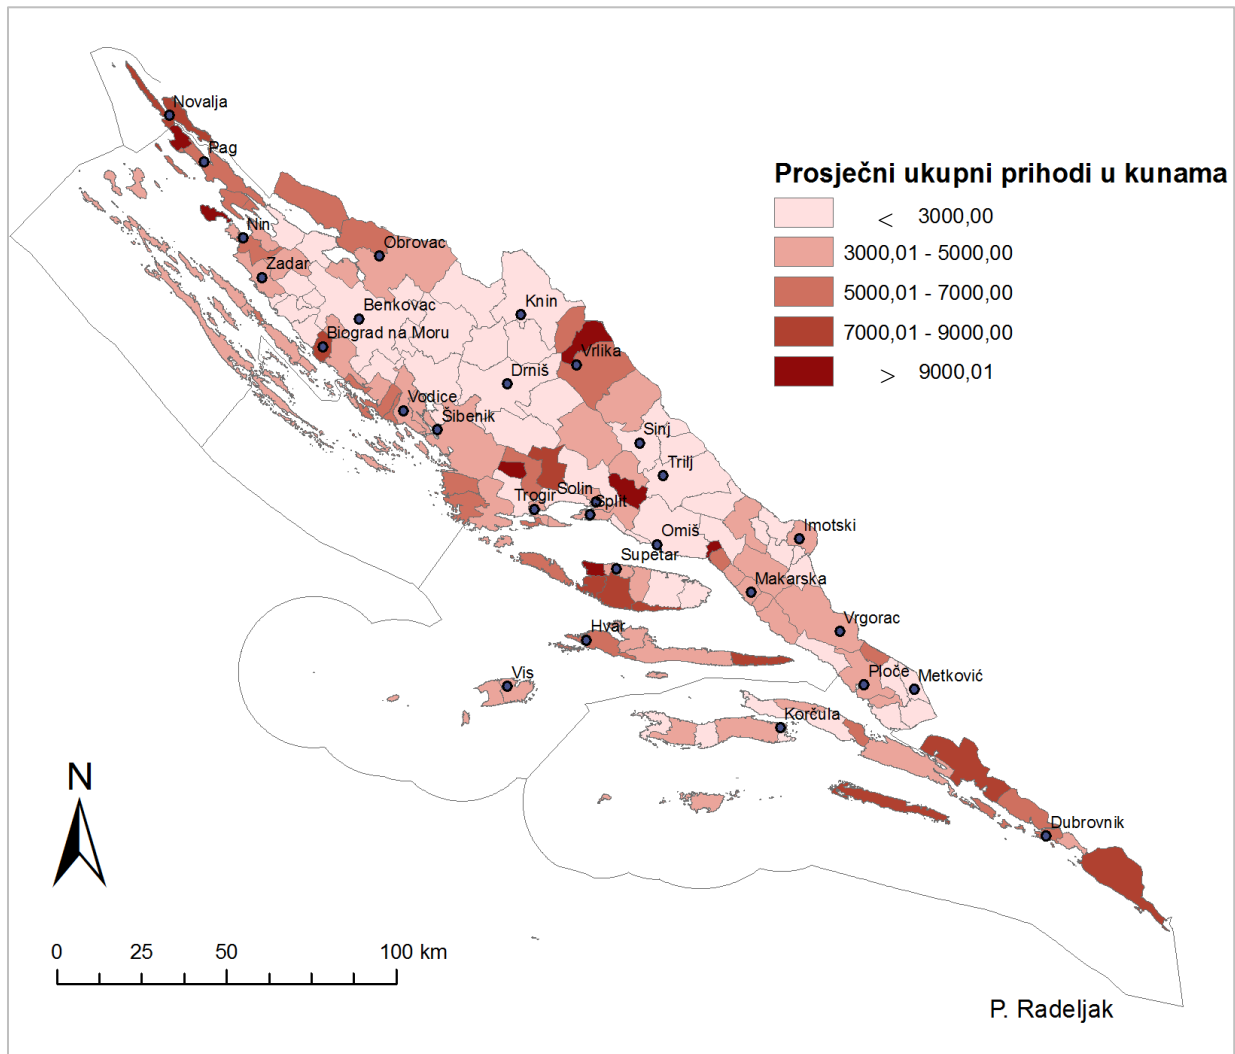 Novalja
Pag
Prosječni ukupni prihodi u kunama
< 3000,00
3000,01 - 5000,00
5000,01 - 7000,00
7000,01 - 9000,00
> 9000,01
Nin
Obrovac
Zadar
Benkovac
Knin
Biograd na Moru
Vrlika
Drniš
Vodice
Šibenik
Sinj
Trilj
Solin
Trogir
Split
Omiš
Imotski
Supetar
Makarska
Hvar
Vrgorac
Vis
Ploče
Metković
Korčula
Dubrovnik
N
0 25 50 100 km
P. Radeljak